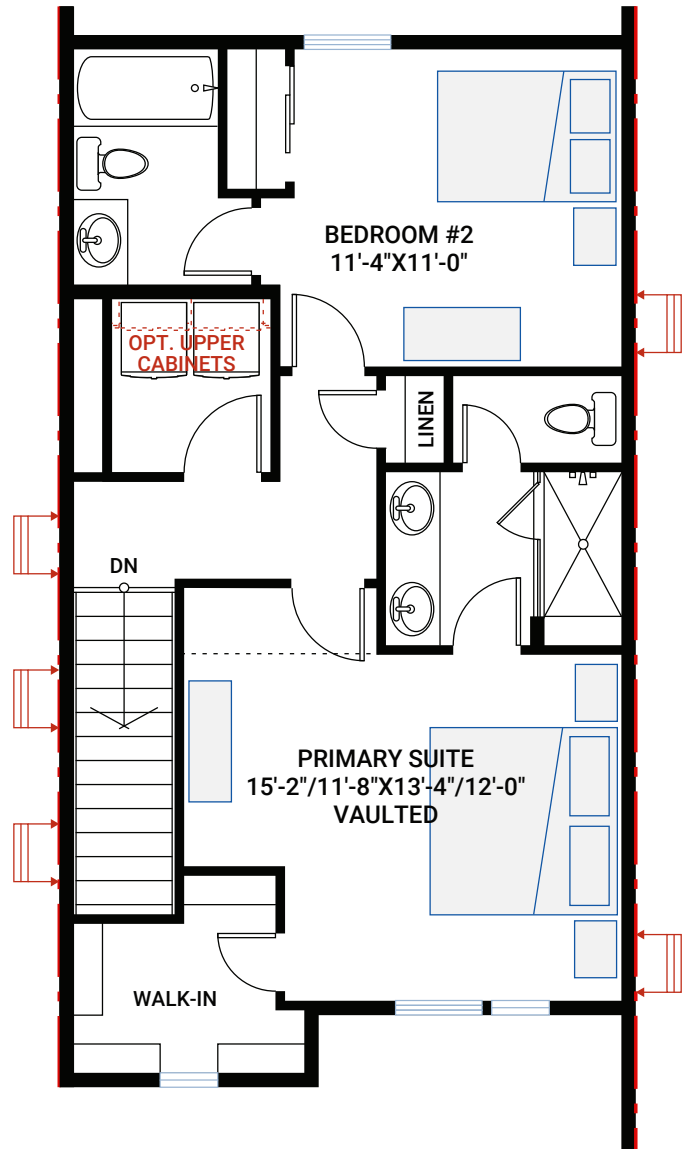 BEDROOM #2
11'-4"X11'-0"
OPT. UPPER
CABINETS
LINEN
DN
PRIMARY SUITE
15'-2"/11'-8"X13'-4"/12'-0"
VAULTED
WALK-IN